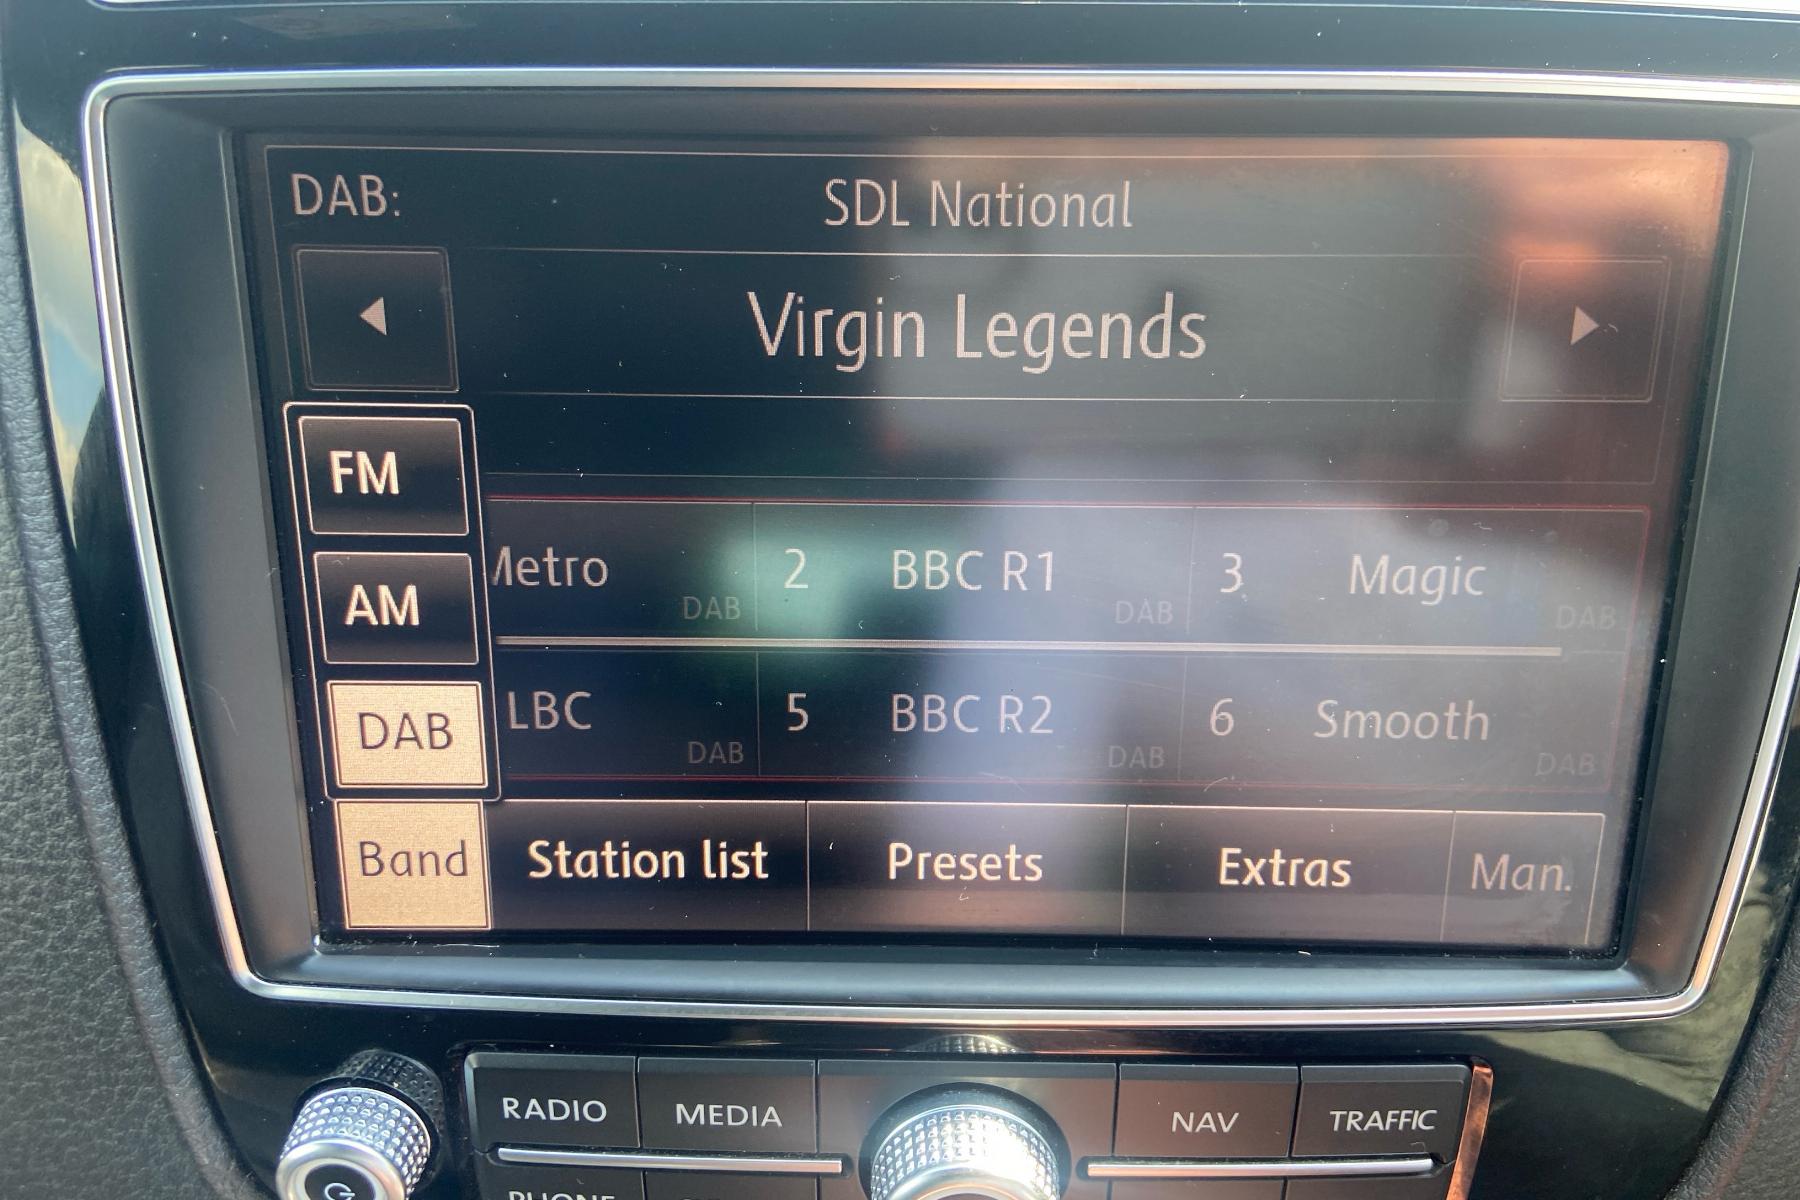 DAB: SDL National
Virgin Legends
FM
Metro DAB 2 BBC R1 DAB 3 Magic DAB
AM
LBC DAB 5 BBC R2 DAB 6 Smooth DAB
DAB
Band Station list Presets Extras Man.
RADIO MEDIA NAV TRAFFIC
PHONE